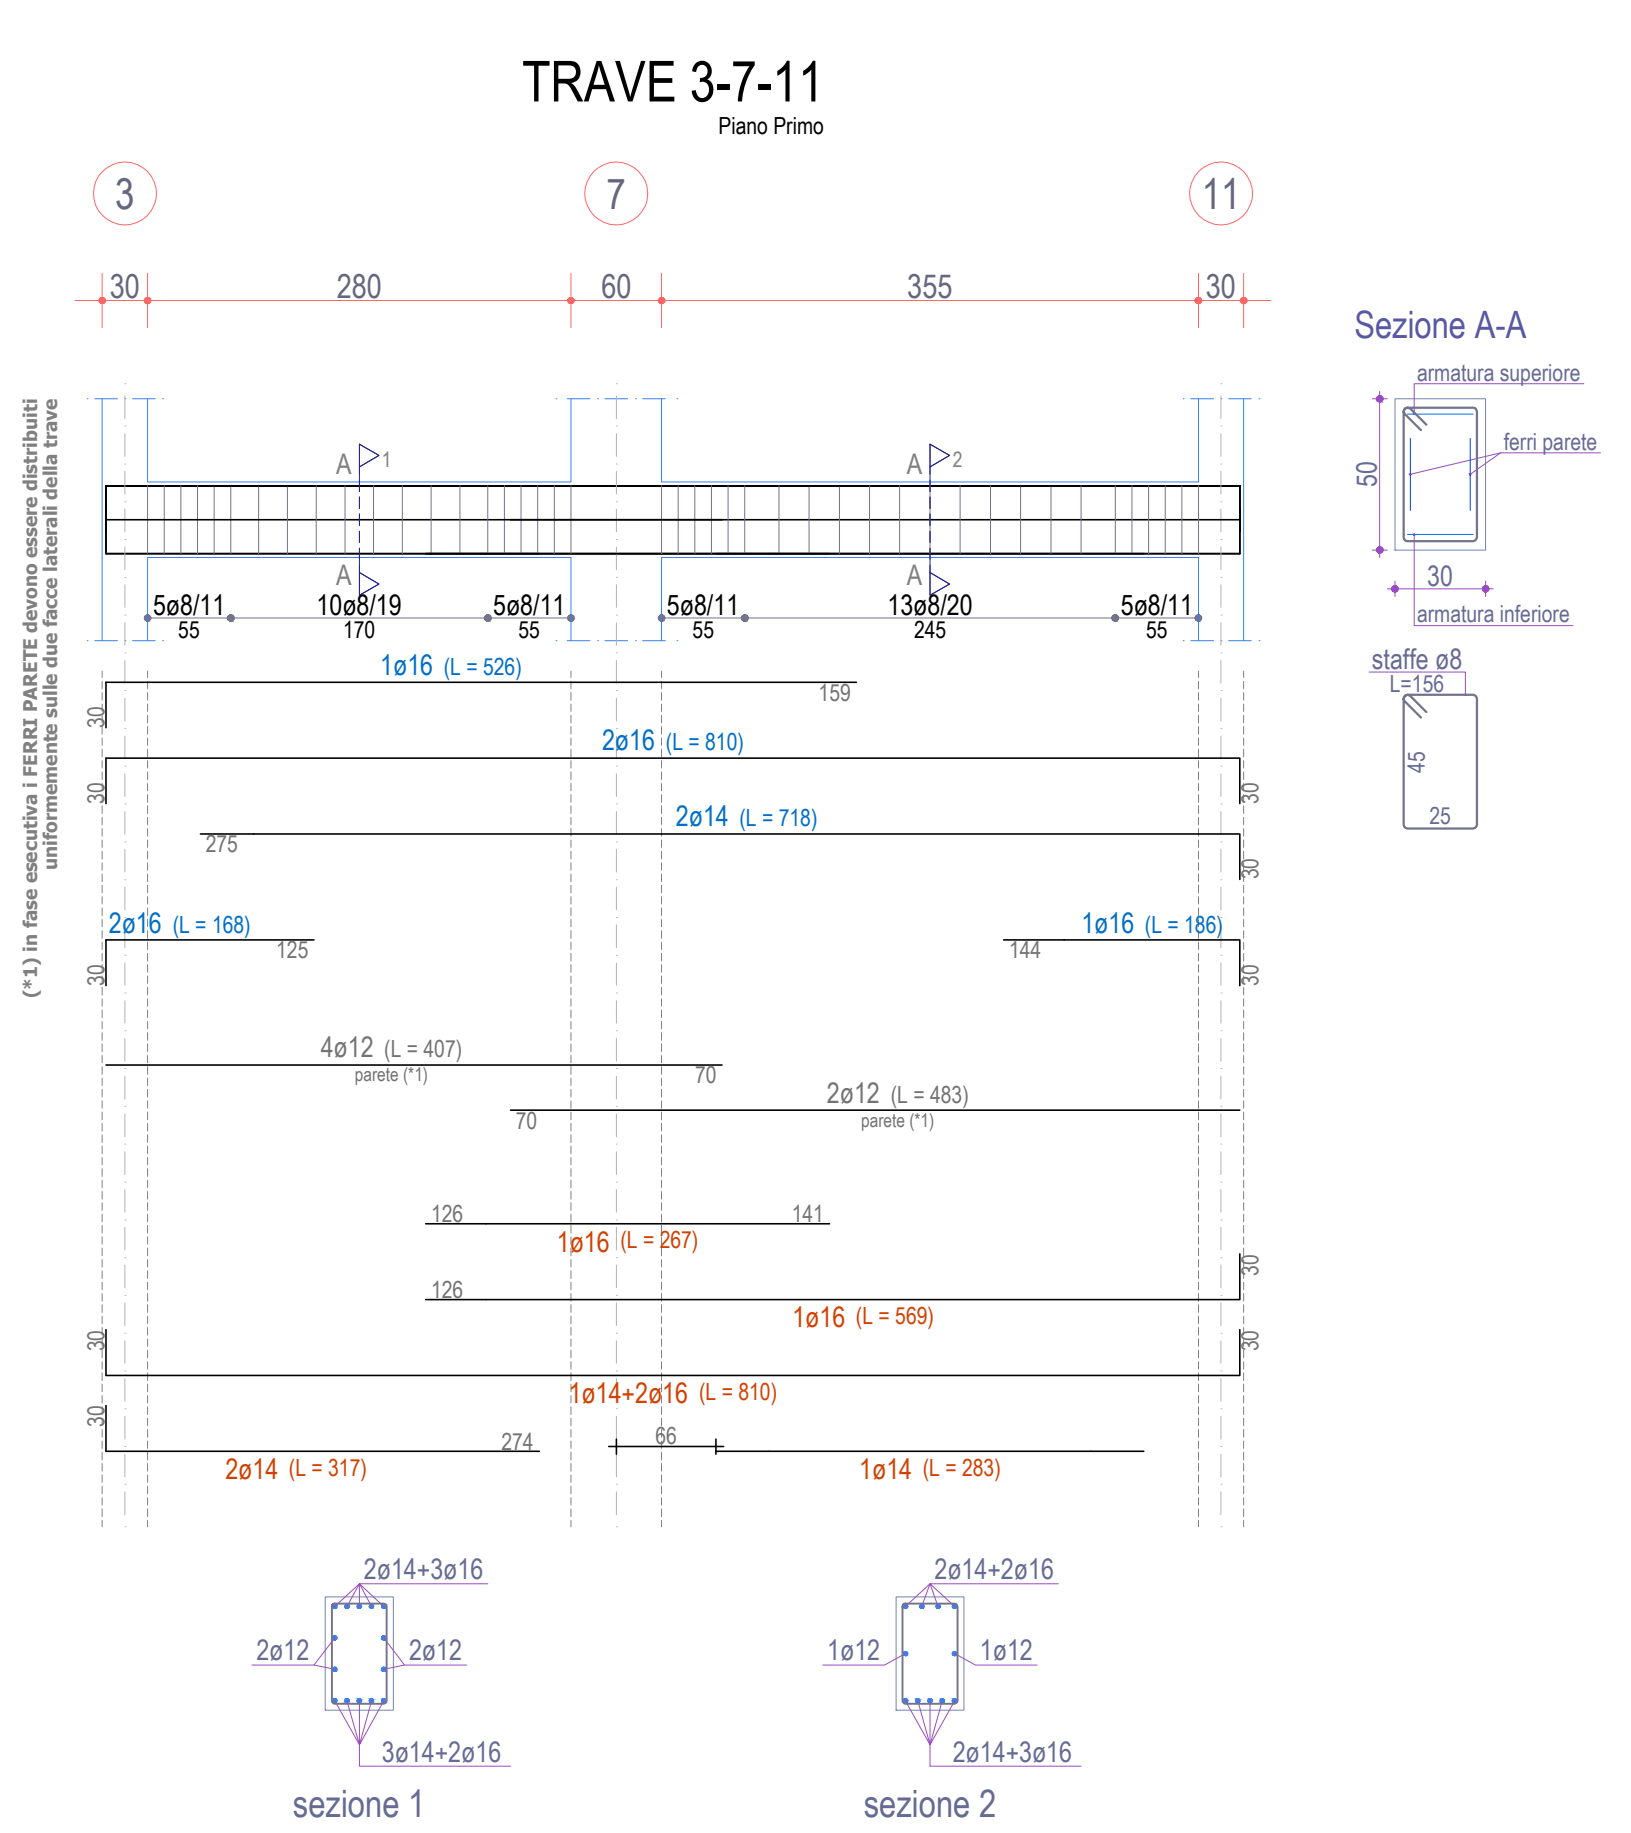 TRAVE 3-7-11
Piano Primo
3
7
11
30
280
60
355
30
(*1) in fase esecutiva i FERRI PARETE devono essere distribuiti
uniformemente sulle due facce laterali della trave
A
1
A
2
A
A
5ø8/11
10ø8/19
5ø8/11
5ø8/11
13ø8/20
5ø8/11
55
170
55
55
245
55
Sezione A-A
armatura superiore
ferri parete
50
30
armatura inferiore
staffe ø8
L=156
45
25
1ø16 (L = 526)
159
30
2ø16 (L = 810)
30
30
2ø14 (L = 718)
275
30
2ø16 (L = 168)
125
30
1ø16 (L = 186)
144
30
4ø12 (L = 407)
parete (*1)
70
2ø12 (L = 483)
70
parete (*1)
126
141
1ø16 (L = 267)
30
126
1ø16 (L = 569)
30
30
1ø14+2ø16 (L = 810)
30
274
66
2ø14 (L = 317)
1ø14 (L = 283)
2ø14+3ø16
2ø12
2ø12
3ø14+2ø16
sezione 1
2ø14+2ø16
1ø12
1ø12
2ø14+3ø16
sezione 2